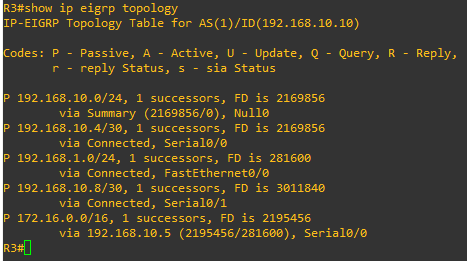 R3#show ip eigrp topology
IP-EIGRP Topology Table for AS(1)/ID(192.168.10.10)
Codes: P - Passive, A - Active, U - Update, Q - Query, R - Reply,
r - reply Status, s - sia Status
P 192.168.10.0/24, 1 successors, FD is 2169856
via Summary (2169856/0), Null0
P 192.168.10.4/30, 1 successors, FD is 2169856
via Connected, Serial0/0
P 192.168.1.0/24, 1 successors, FD is 281600
via Connected, FastEthernet0/0
P 192.168.10.8/30, 1 successors, FD is 3011840
via Connected, Serial0/1
P 172.16.0.0/16, 1 successors, FD is 2195456
via 192.168.10.5 (2195456/281600), Serial0/0
R3#